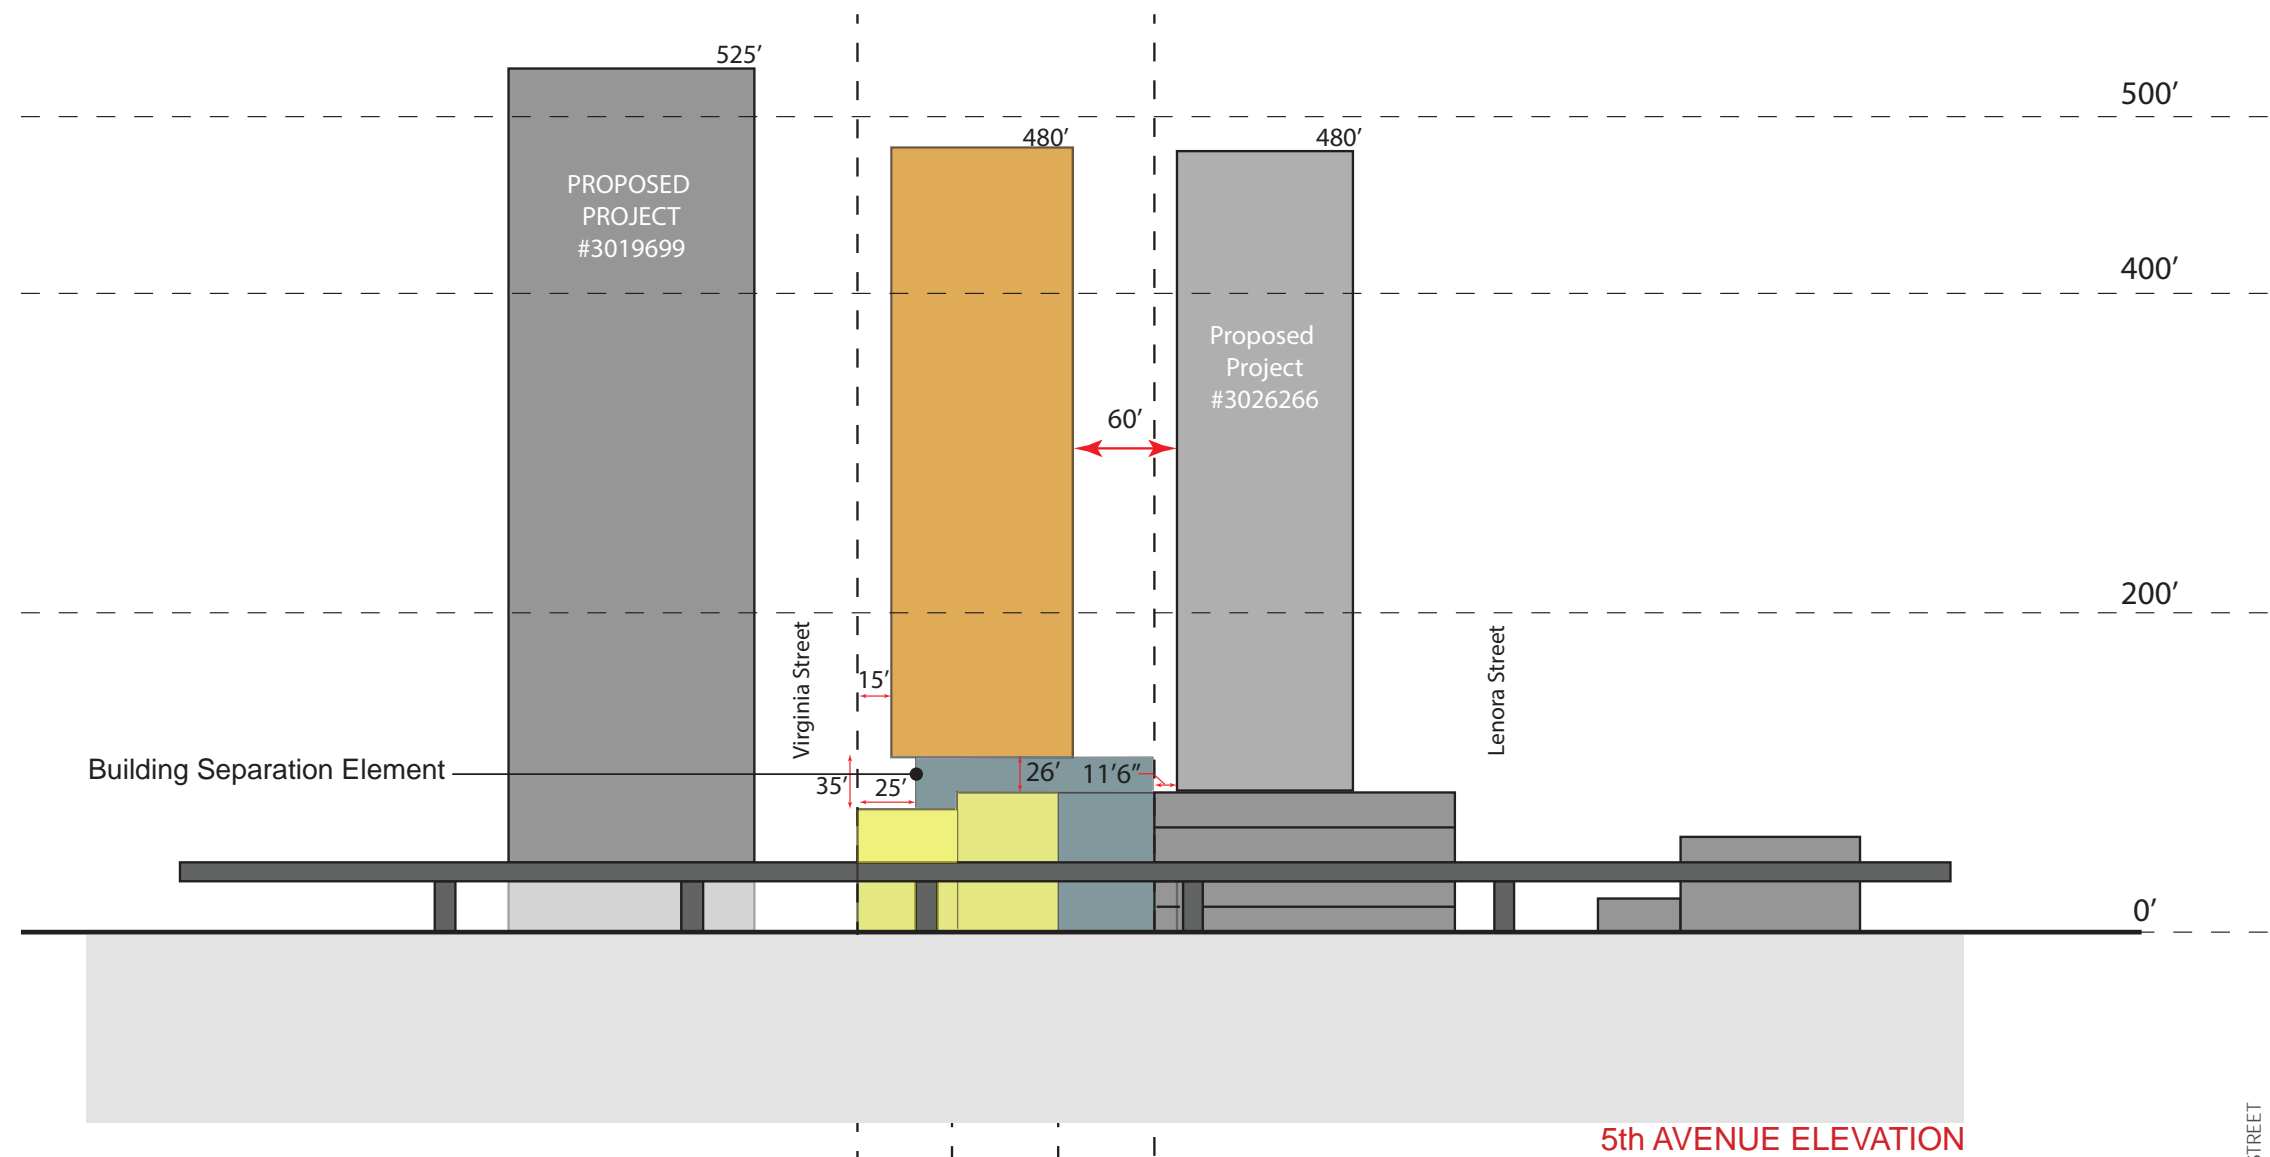 525’
500’
480’
480’
PROPOSED
PROJECT
#3019699
400’
Proposed
Project
#3026266
60’
200’
Virginia Street
Lenora Street
15’
Building Separation Element
35’
25’
26’
11’6”
0’
5th AVENUE ELEVATION
STREET